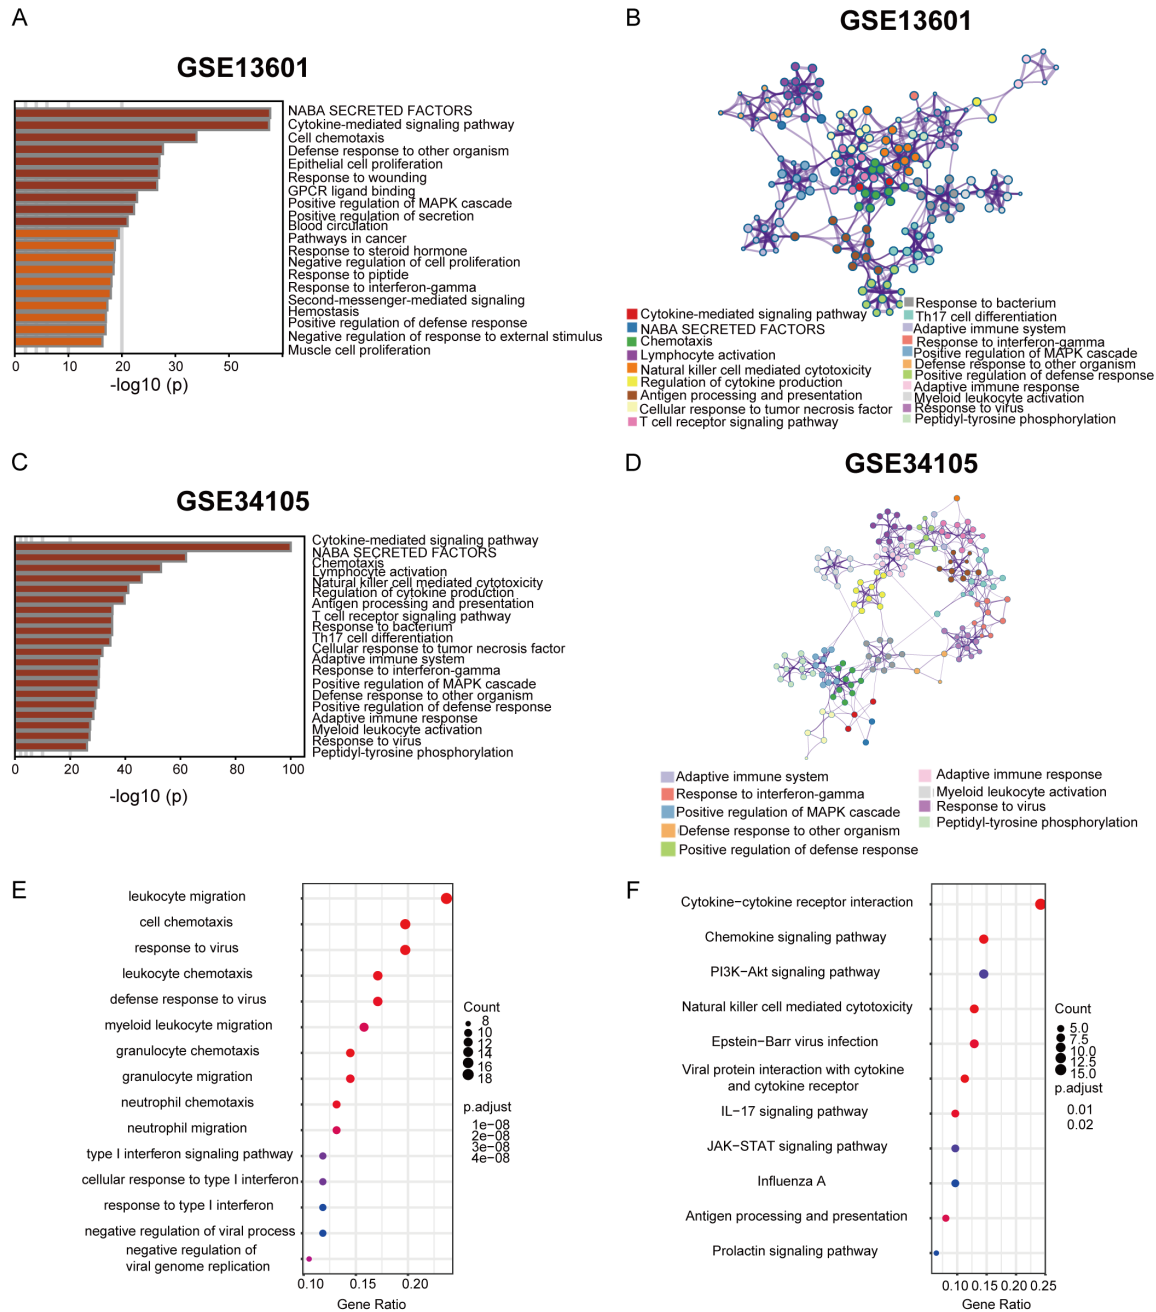 A
GSE13601
NABA SECRETED FACTORS
Cytokine-mediated signaling pathway
Cell chemotaxis
Defense response to other organism
Epithelial cell proliferation
Response to wounding
GPCR ligand binding
Positive regulation of MAPK cascade
Positive regulation of secretion
Blood circulation
Pathways in cancer
Response to steroid hormone
Negative regulation of cell proliferation
Response to piptide
Response to interferon-gamma
Second-messenger-mediated signaling
Hemostasis
Positive regulation of defense response
Negative regulation of response to external stimulus
Muscle cell proliferation
0 10 20 30 50
-log10 (p)
B
GSE13601
Cytokine-mediated signaling pathway
NABA SECRETED FACTORS
Chemotaxis
Lymphocyte activation
Natural killer cell mediated cytotoxicity
Regulation of cytokine production
Antigen processing and presentation
Cellular response to tumor necrosis factor
T cell receptor signaling pathway
Response to bacterium
Th17 cell differentiation
Adaptive immune system
Response to interferon-gamma
Positive regulation of MAPK cascade
Defense response to other organism
Positive regulation of defense response
Adaptive immune response
Myeloid leukocyte activation
Response to virus
Peptidyl-tyrosine phosphorylation
C
GSE34105
Cytokine-mediated signaling pathway
NABA SECRETED FACTORS
Chemotaxis
Lymphocyte activation
Natural killer cell mediated cytotoxicity
Regulation of cytokine production
Antigen processing and presentation
T cell receptor signaling pathway
Response to bacterium
Th17 cell differentiation
Cellular response to tumor necrosis factor
Adaptive immune system
Response to interferon-gamma
Positive regulation of MAPK cascade
Defense response to other organism
Positive regulation of defense response
Adaptive immune response
Myeloid leukocyte activation
Response to virus
Peptidyl-tyrosine phosphorylation
0 20 40 60 80 100
-log10 (p)
D
GSE34105
Adaptive immune system
Response to interferon-gamma
Positive regulation of MAPK cascade
Defense response to other organism
Positive regulation of defense response
Adaptive immune response
Myeloid leukocyte activation
Response to virus
Peptidyl-tyrosine phosphorylation
E
leukocyte migration
cell chemotaxis
response to virus
leukocyte chemotaxis
defense response to virus
myeloid leukocyte migration
granulocyte chemotaxis
granulocyte migration
neutrophil chemotaxis
neutrophil migration
type I interferon signaling pathway
cellular response to type I interferon
response to type I interferon
negative regulation of viral process
negative regulation of
viral genome replication
0.10 0.15 0.20
Gene Ratio
Count
8
10
12
14
16
18
p.adjust
1e−08
2e−08
3e−08
4e−08
F
Cytokine−cytokine receptor interaction
Chemokine signaling pathway
PI3K−Akt signaling pathway
Natural killer cell mediated cytotoxicity
Epstein−Barr virus infection
Viral protein interaction with cytokine
and cytokine receptor
IL−17 signaling pathway
JAK−STAT signaling pathway
Influenza A
Antigen processing and presentation
Prolactin signaling pathway
0.10 0.15 0.20 0.25
Gene Ratio
Count
5.0
7.5
10.0
12.5
15.0
p.adjust
0.01
0.02